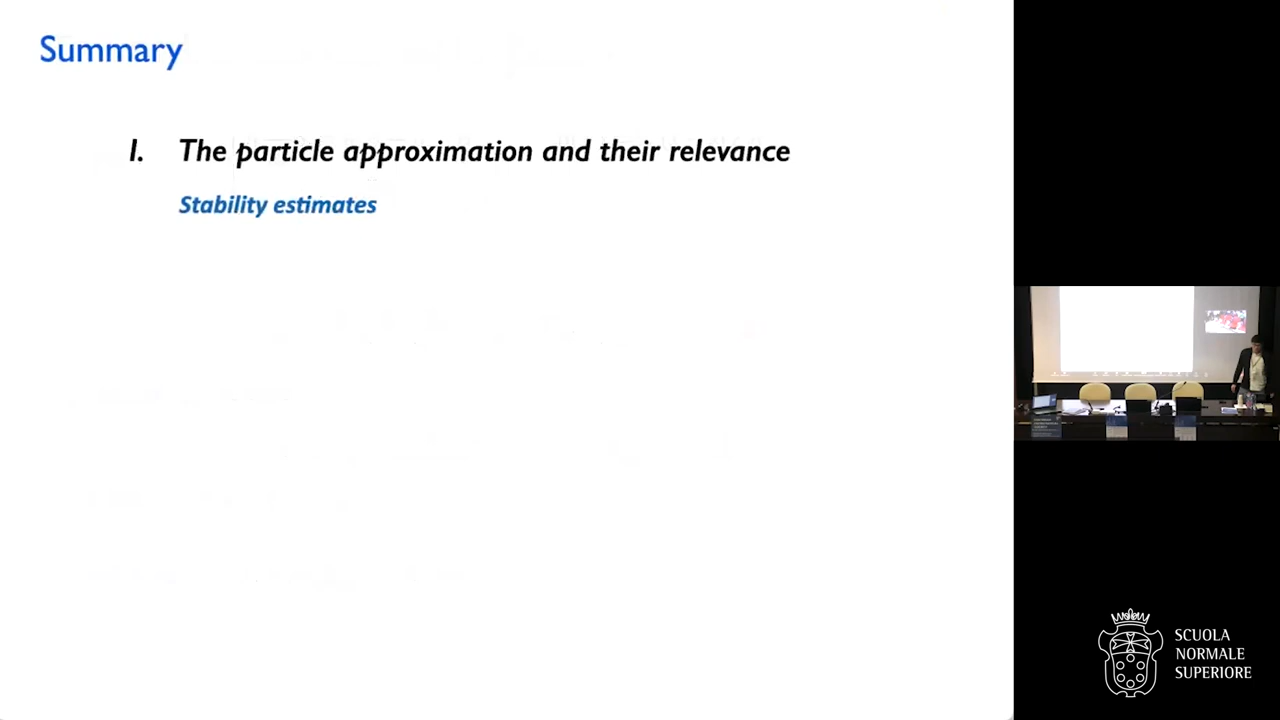 Summary
I. The particle approximation and their relevance
Stability estimates
SCUOLA
NORMALE
SUPERIORE